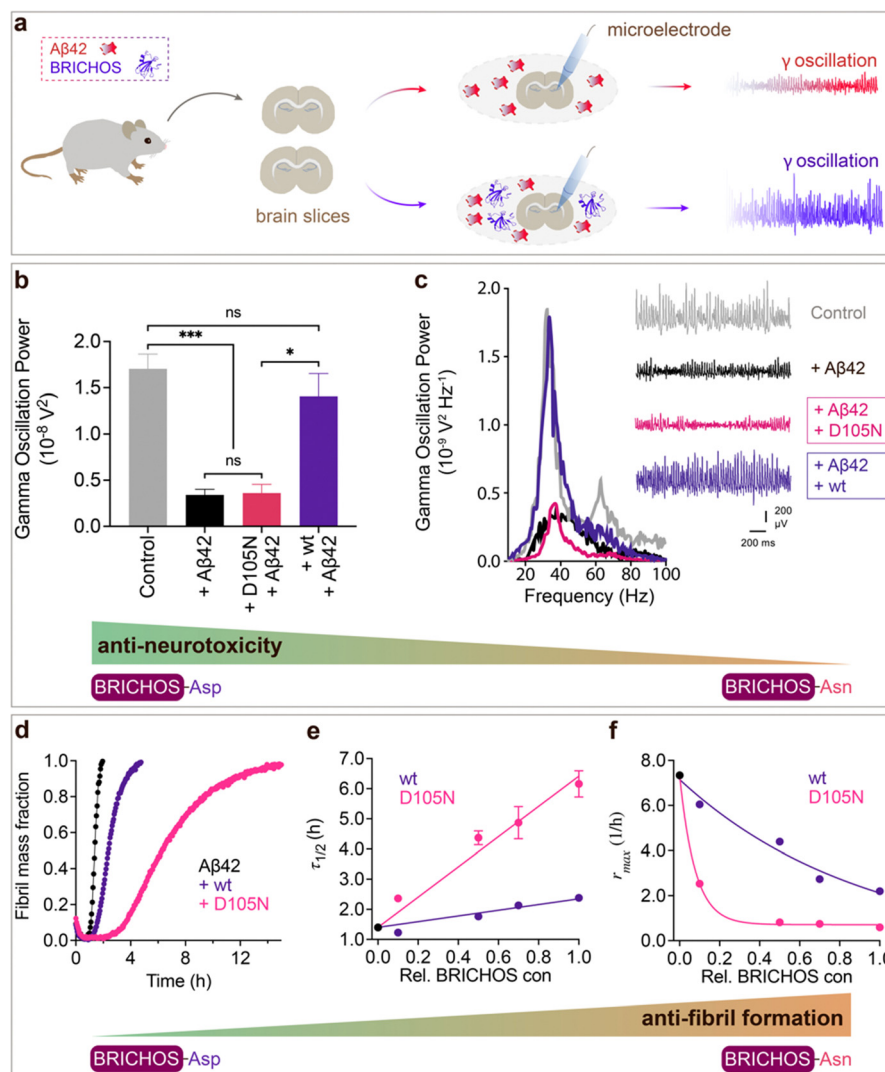 a
Aβ42
BRICHOS
brain slices
microelectrode
γ oscillation
γ oscillation
b
Gamma Oscillation Power
(10⁻⁸ V²)
2.0
1.5
1.0
0.5
0.0
ns
***
*
ns
Control
+ Aβ42
+ D105N
+ Aβ42
+ wt
+ Aβ42
c
Gamma Oscillation Power
(10⁻⁹ V² Hz⁻¹)
2.0
1.5
1.0
0.5
0.0
20 40 60 80 100
Frequency (Hz)
Control
+ Aβ42
+ Aβ42
+ D105N
+ Aβ42
+ wt
200
µV
200 ms
anti-neurotoxicity
BRICHOS-Asp
BRICHOS-Asn
d
Fibril mass fraction
1.0
0.8
0.6
0.4
0.2
0.0
0 4 8 12
Time (h)
Aβ42
+ wt
+ D105N
e
τ1/2 (h)
7.0
6.0
5.0
4.0
3.0
2.0
1.0
0.0 0.2 0.4 0.6 0.8 1.0
Rel. BRICHOS con
wt
D105N
f
rmax (1/h)
8.0
6.0
4.0
2.0
0.0
0.0 0.2 0.4 0.6 0.8 1.0
Rel. BRICHOS con
wt
D105N
anti-fibril formation
BRICHOS-Asp
BRICHOS-Asn